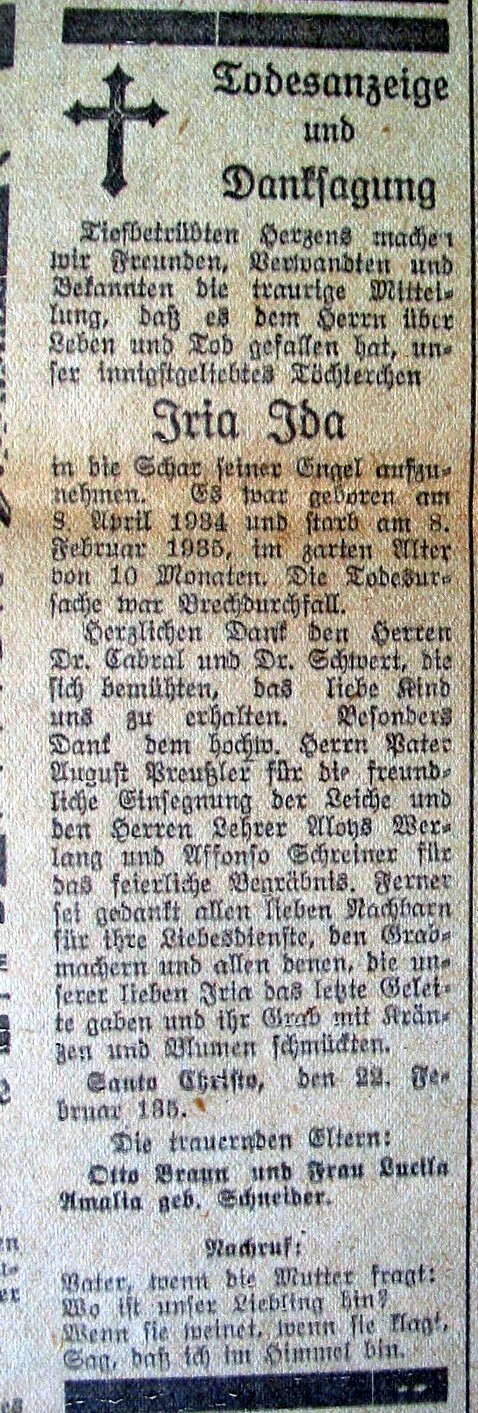 Todesanzeige
und
Danksagung
Tiefbetrübten Herzens machen
wir Freunden, Verwandten und
Bekannten die traurige Mittei-
lung, daß es dem Herrn über
Leben und Tod gefallen hat, un-
ser innigstgeliebtes Töchterchen
Iria Ida
in die Schar seiner Engel aufzu-
nehmen. Es war geboren am
3. April 1934 und starb am 8.
Februar 1935, im zarten Alter
von 10 Monaten. Die Todesur-
sache war Brechdurchfall.
Herzlichen Dank den Herren
Dr. Cabral und Dr. Schwert, die
sich bemühten, das liebe Kind
uns zu erhalten. Besonders
Dank dem hochw. Herrn Pater
August Preußler für die freund-
liche Einsegnung der Leiche und
den Herren Lehrer Aloys Wer-
lang und Affonso Schreiner für
das feierliche Begräbnis. Ferner
sei gedankt allen lieben Nachbarn
für ihre Liebesdienste, den Grab-
machern und allen denen, die un-
serer lieben Iria das letzte Gelei-
te gaben und ihr Grab mit Krän-
zen und Blumen schmückten.
Santo Christo, den 22. Fe-
bruar 135.
Die trauernden Eltern:
Otto Braun und Frau Lucila
Amalia geb. Schneider.
Nachruf:
Vater, wenn die Mutter fragt:
Wo ist unser Liebling hin?
Wenn sie weinet, wenn sie klagt,
Sag, daß ich im Himmel bin.